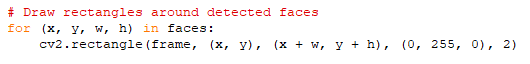 # Draw rectangles around detected faces
for (x, y, w, h) in faces:
    cv2.rectangle(frame, (x, y), (x + w, y + h), (0, 255, 0), 2)